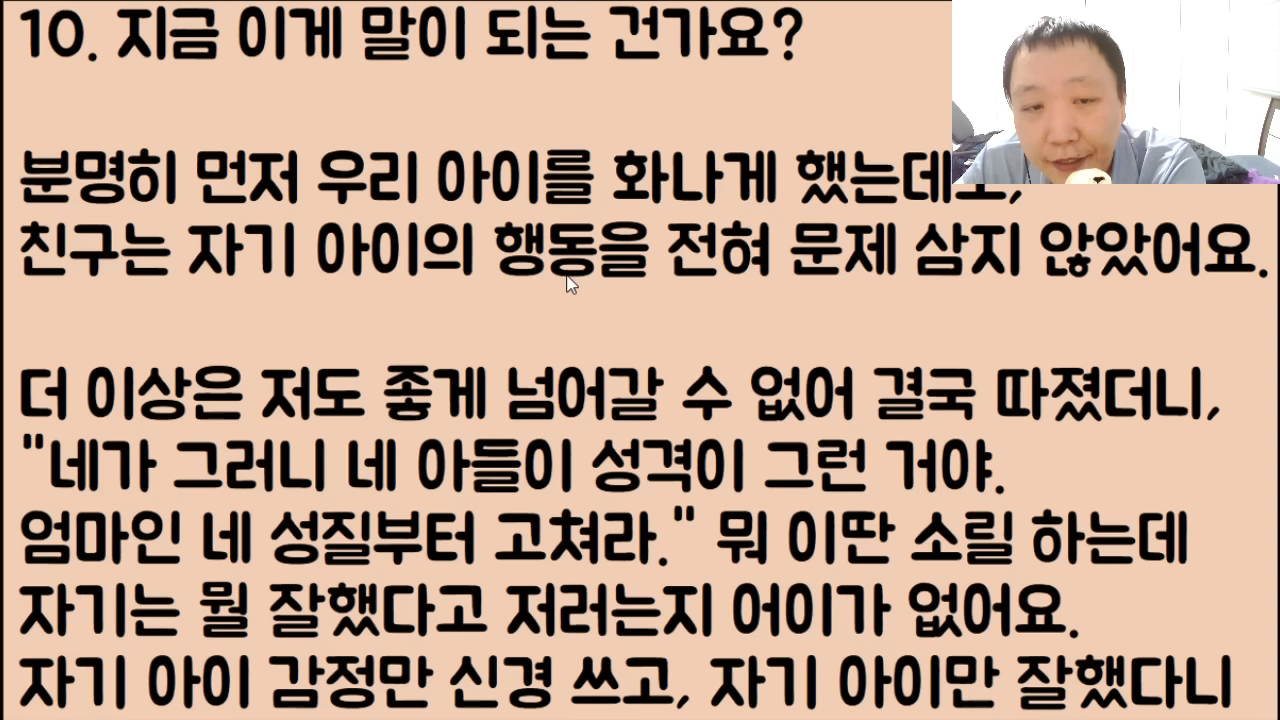 10. 지금 이게 말이 되는 건가요?
분명히 먼저 우리 아이를 화나게 했는데도,
친구는 자기 아이의 행동을 전혀 문제 삼지 않았어요.
더 이상은 저도 좋게 넘어갈 수 없어 결국 따졌더니,
"네가 그러니 네 아들이 성격이 그런 거야.
엄마인 네 성질부터 고쳐라." 뭐 이딴 소릴 하는데
자기는 뭘 잘했다고 저러는지 어이가 없어요.
자기 아이 감정만 신경 쓰고, 자기 아이만 잘했다니